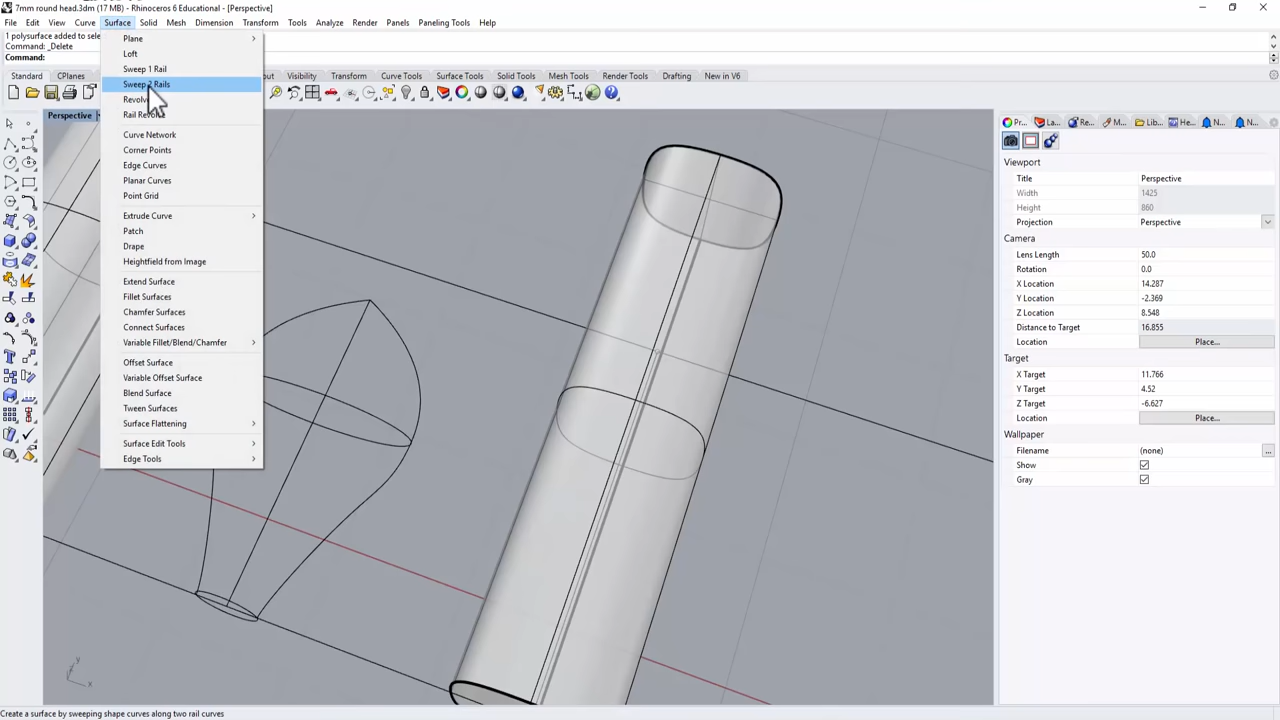 7mm round head.3dm (17 MB) - Rhinoceros 6 Educational - [Perspective]
File Edit View Curve Surface Solid Mesh Dimension Transform Tools Analyze Render Panels Paneling Tools Help
1 polysurface added to sele
Command: _Delete
Command:
Standard CPlanes out Visibility Transform Curve Tools Surface Tools Solid Tools Mesh Tools Render Tools Drafting New in V6
Perspective
Plane
Loft
Sweep 1 Rail
Sweep 2 Rails
Revolve
Rail Revolve
Curve Network
Corner Points
Edge Curves
Planar Curves
Point Grid
Extrude Curve
Patch
Drape
Heightfield from Image
Extend Surface
Fillet Surfaces
Chamfer Surfaces
Connect Surfaces
Variable Fillet/Blend/Chamfer
Offset Surface
Variable Offset Surface
Blend Surface
Tween Surfaces
Surface Flattening
Surface Edit Tools
Edge Tools
y
x
Pr... La... Re... M... Lib... He... N... N...
Viewport
Title Perspective
Width 1425
Height 860
Projection Perspective
Camera
Lens Length 50.0
Rotation 0.0
X Location 14.287
Y Location -2.369
Z Location 8.548
Distance to Target 16.855
Location Place...
Target
X Target 11.766
Y Target 4.52
Z Target -6.627
Location Place...
Wallpaper
Filename (none) ...
Show
Gray
Create a surface by sweeping shape curves along two rail curves